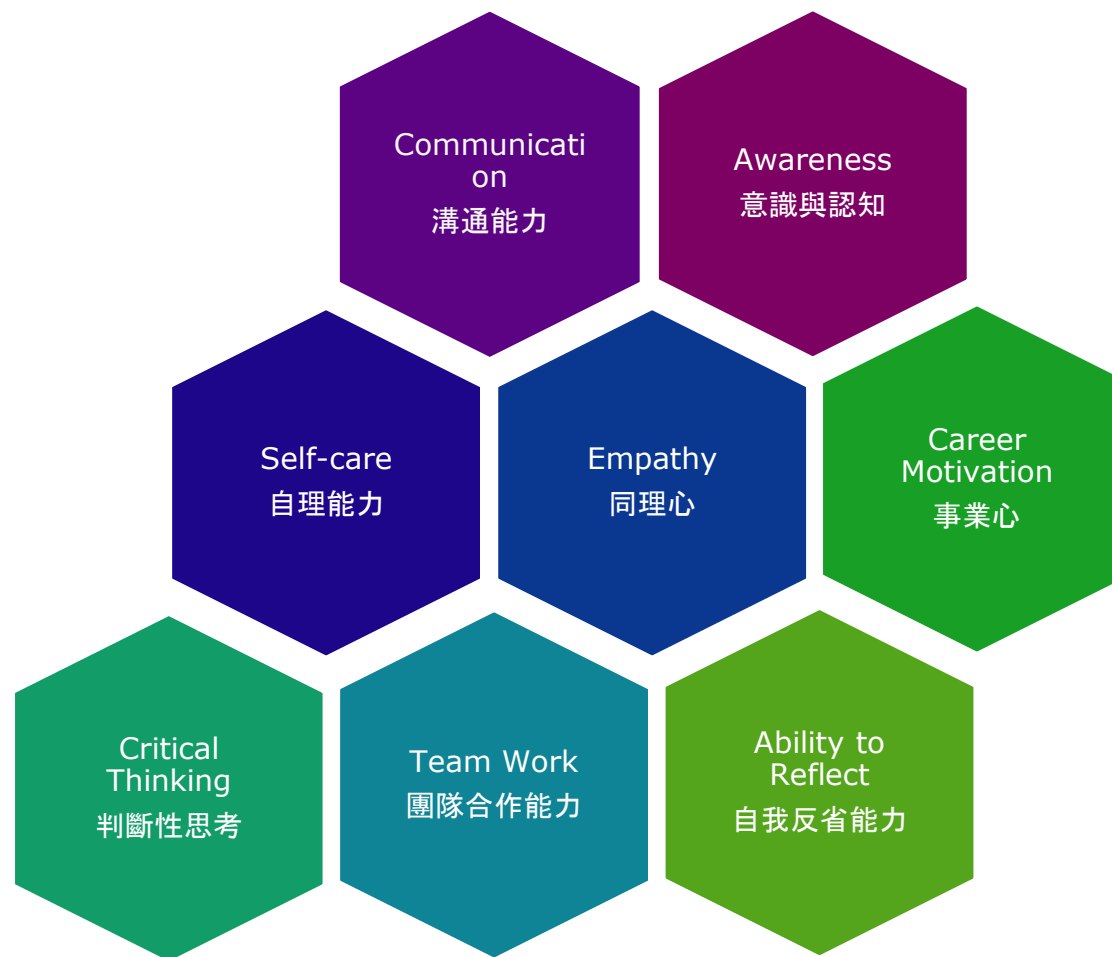 Communicati
on
溝通能力
Awareness
意識與認知
Self-care
自理能力
Empathy
同理心
Career
Motivation
事業心
Critical
Thinking
判斷性思考
Team Work
團隊合作能力
Ability to
Reflect
自我反省能力